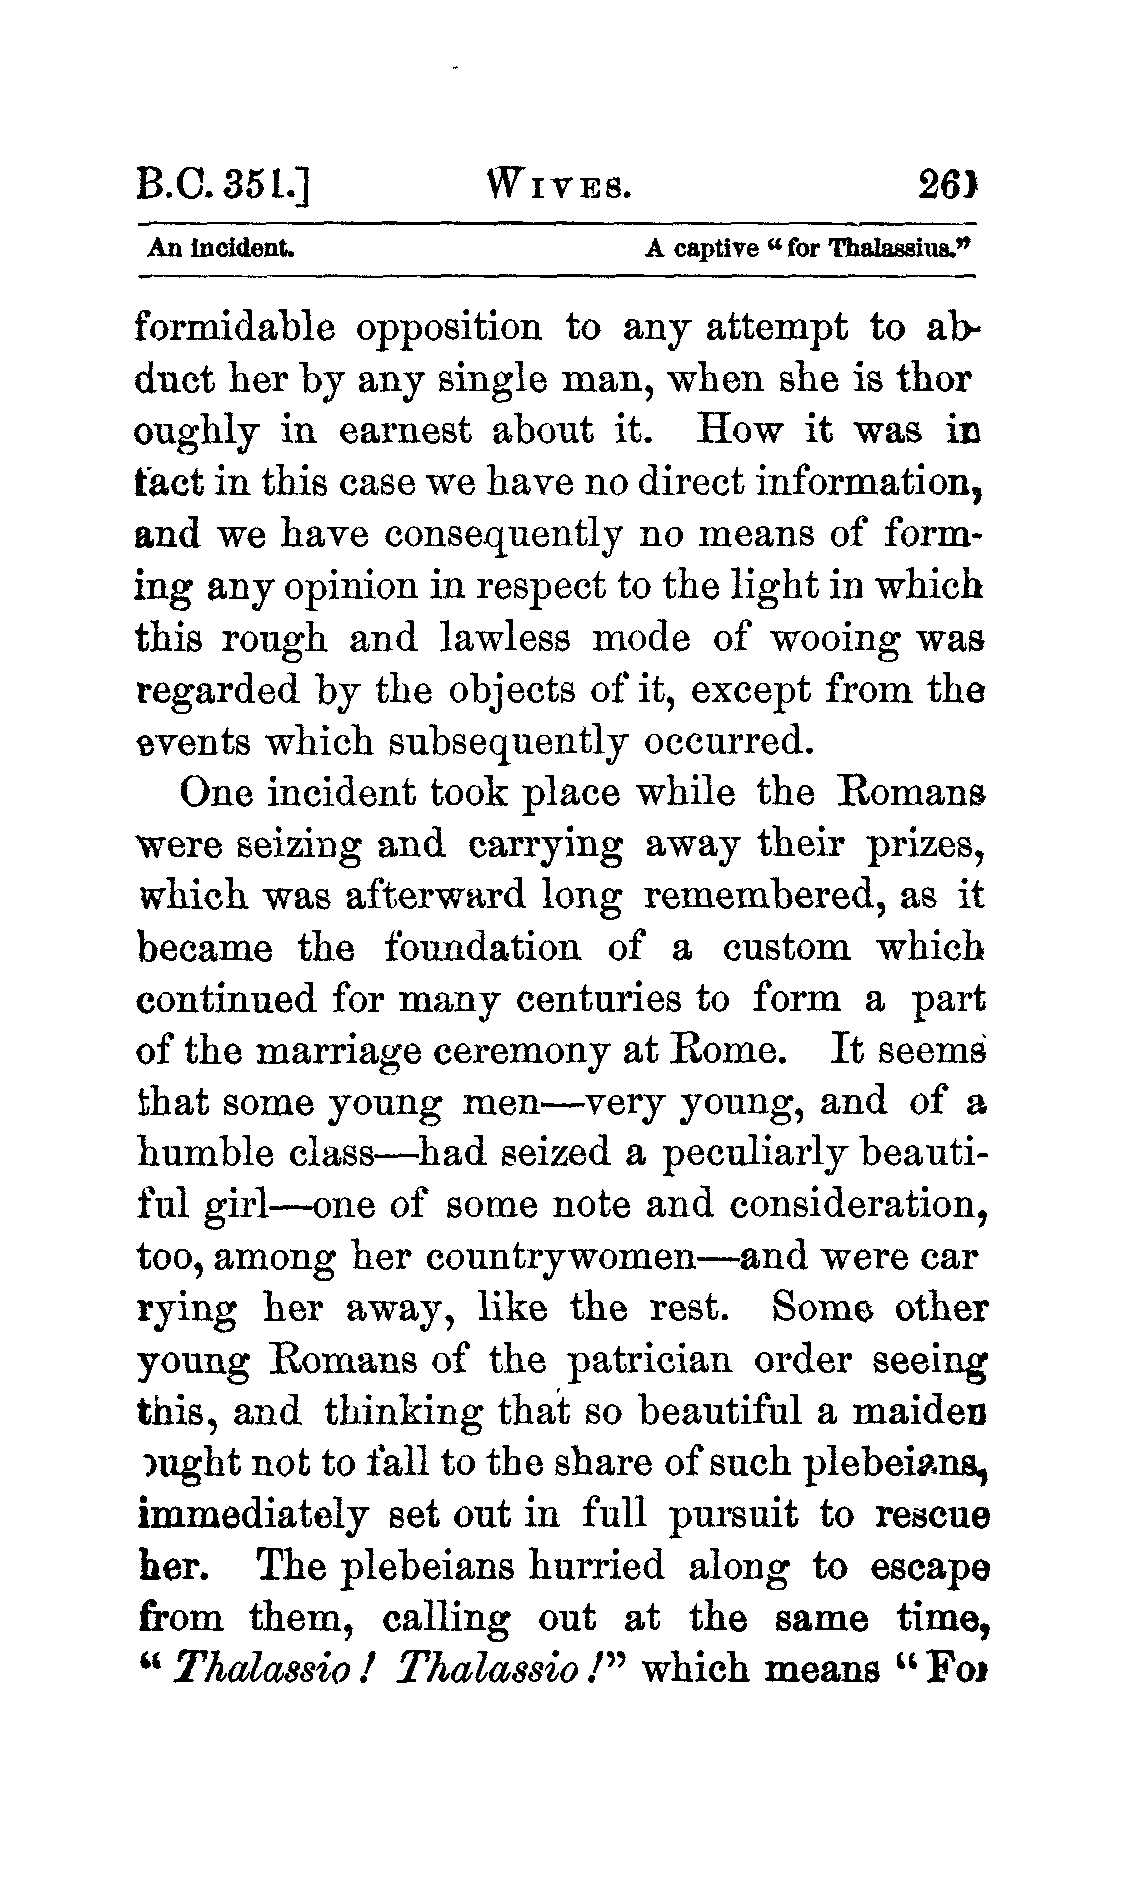 B.C. 351.] WIVES. 261
An incident. A captive “for Thalassius.”
formidable opposition to any attempt to ab-
duct her by any single man, when she is thor
oughly in earnest about it. How it was in
fact in this case we have no direct information,
and we have consequently no means of form-
ing any opinion in respect to the light in which
this rough and lawless mode of wooing was
regarded by the objects of it, except from the
events which subsequently occurred.
One incident took place while the Romans
were seizing and carrying away their prizes,
which was afterward long remembered, as it
became the foundation of a custom which
continued for many centuries to form a part
of the marriage ceremony at Rome. It seems
that some young men—very young, and of a
humble class—had seized a peculiarly beauti-
ful girl—one of some note and consideration,
too, among her countrywomen—and were car
rying her away, like the rest. Some other
young Romans of the patrician order seeing
this, and thinking that so beautiful a maiden
ought not to fall to the share of such plebeians,
immediately set out in full pursuit to rescue
her. The plebeians hurried along to escape
from them, calling out at the same time,
“Thalassio! Thalassio!” which means “For